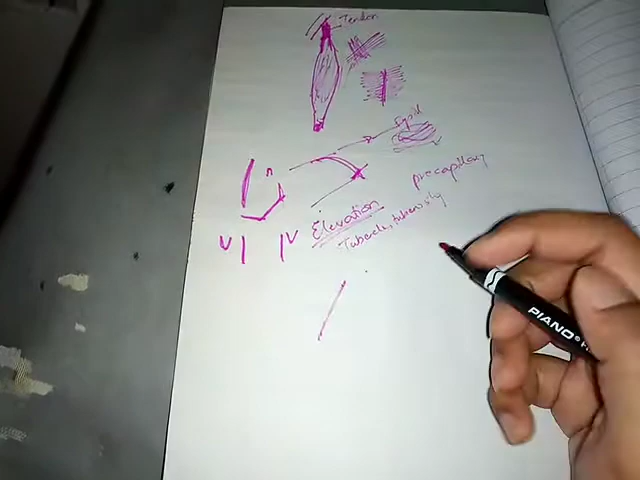 Tendon
precapillary
Elevation
Tubercle, tuberosity
V
V
PIANO